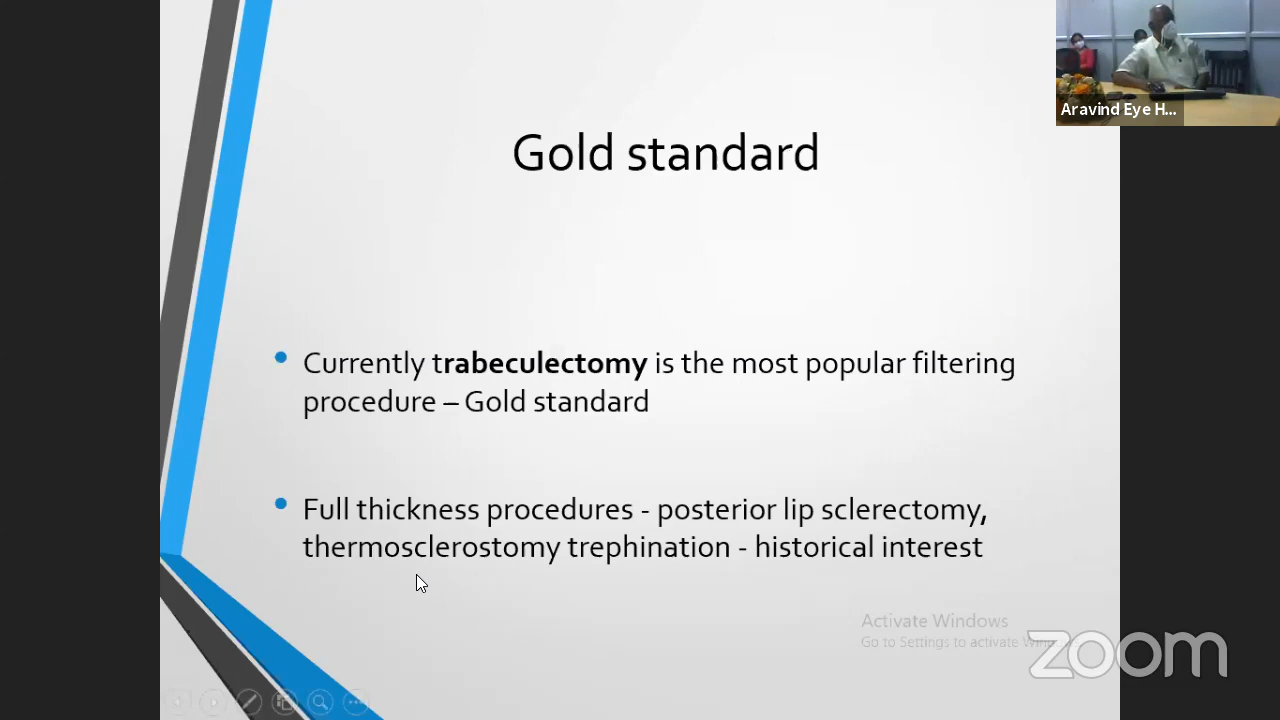 Aravind Eye H...
Gold standard
Currently trabeculectomy is the most popular filtering
procedure – Gold standard
Full thickness procedures - posterior lip sclerectomy,
thermosclerostomy trephination - historical interest
Activate Windows
Go to Settings to activate
zoom